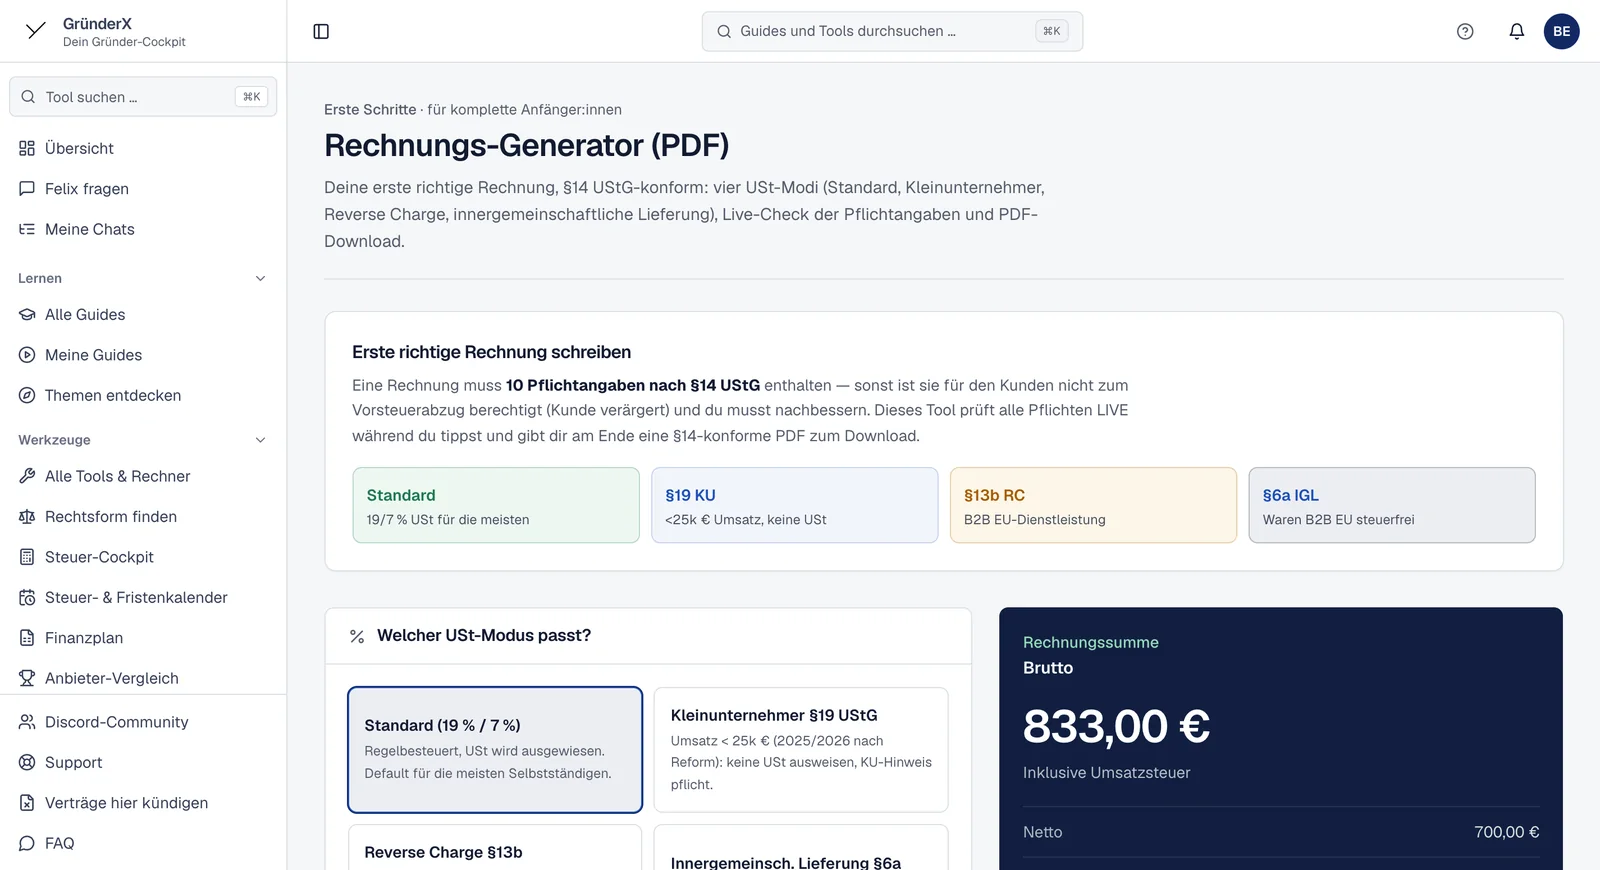 GründerX
Dein Gründer-Cockpit
Tool suchen ...
⌘K
Übersicht
Felix fragen
Meine Chats
Lernen
Alle Guides
Meine Guides
Themen entdecken
Werkzeuge
Alle Tools & Rechner
Rechtsform finden
Steuer-Cockpit
Steuer- & Fristenkalender
Finanzplan
Anbieter-Vergleich
Discord-Community
Support
Verträge hier kündigen
FAQ
Guides und Tools durchsuchen ...
⌘K
BE
Erste Schritte · für komplette Anfänger:innen
Rechnungs-Generator (PDF)
Deine erste richtige Rechnung, §14 UStG-konform: vier USt-Modi (Standard, Kleinunternehmer,
Reverse Charge, innergemeinschaftliche Lieferung), Live-Check der Pflichtangaben und PDF-
Download.
Erste richtige Rechnung schreiben
Eine Rechnung muss 10 Pflichtangaben nach §14 UStG enthalten — sonst ist sie für den Kunden nicht zum
Vorsteuerabzug berechtigt (Kunde verärgert) und du musst nachbessern. Dieses Tool prüft alle Pflichten LIVE
während du tippst und gibt dir am Ende eine §14-konforme PDF zum Download.
Standard
19/7 % USt für die meisten
§19 KU
<25k € Umsatz, keine USt
§13b RC
B2B EU-Dienstleistung
§6a IGL
Waren B2B EU steuerfrei
Welcher USt-Modus passt?
Standard (19 % / 7 %)
Regelbesteuert, USt wird ausgewiesen.
Default für die meisten Selbstständigen.
Kleinunternehmer §19 UStG
Umsatz < 25k € (2025/2026 nach
Reform): keine USt ausweisen, KU-Hinweis
pflicht.
Reverse Charge §13b
Innergemeinsch. Lieferung §6a
Rechnungssumme
Brutto
833,00 €
Inklusive Umsatzsteuer
Netto
700,00 €